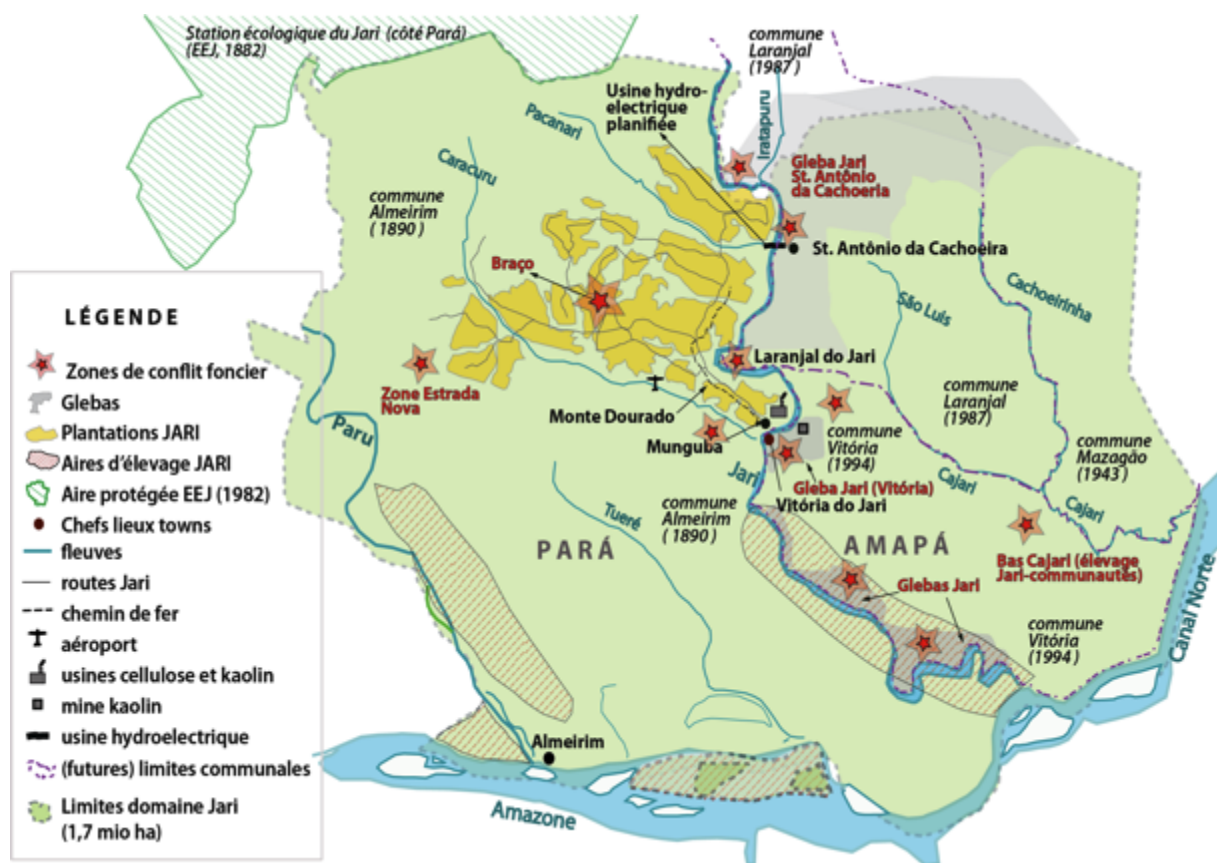 Station écologique du Jari (côté Pará)
(EEJ, 1882)
commune
Laranjal
(1987)
Usine hydro-
electrique
planifiée
Pacanari
Iratapuru
Caracuru
Gleba Jari
St. Antônio
da Cachoeria
commune
Almeirim
(1890)
St. Antônio da Cachoeira
Braço
Cachoeirinha
São Luis
Laranjal do Jari
Zone Estrada
Nova
Monte Dourado
Munguba
commune
Laranjal
(1987)
commune
Vitória
(1994)
commune
Mazagão
(1943)
Paru
Jari
Gleba Jari (Vitória)
Vitória do Jari
Cajari
Cajari
commune
Almeirim
(1890)
Tueré
PARÁ
AMAPÁ
Bas Cajari (élevage
Jari-communautés)
Glebas Jari
commune
Vitória
(1994)
Canal Norte
Almeirim
Amazone
LÉGENDE
Zones de conflit foncier
Glebas
Plantations JARI
Aires d'élevage JARI
Aire protégée EEJ (1982)
Chefs lieux towns
fleuves
routes Jari
chemin de fer
aéroport
usines cellulose et kaolin
mine kaolin
usine hydroelectrique
(futures) limites communales
Limites domaine Jari
(1,7 mio ha)